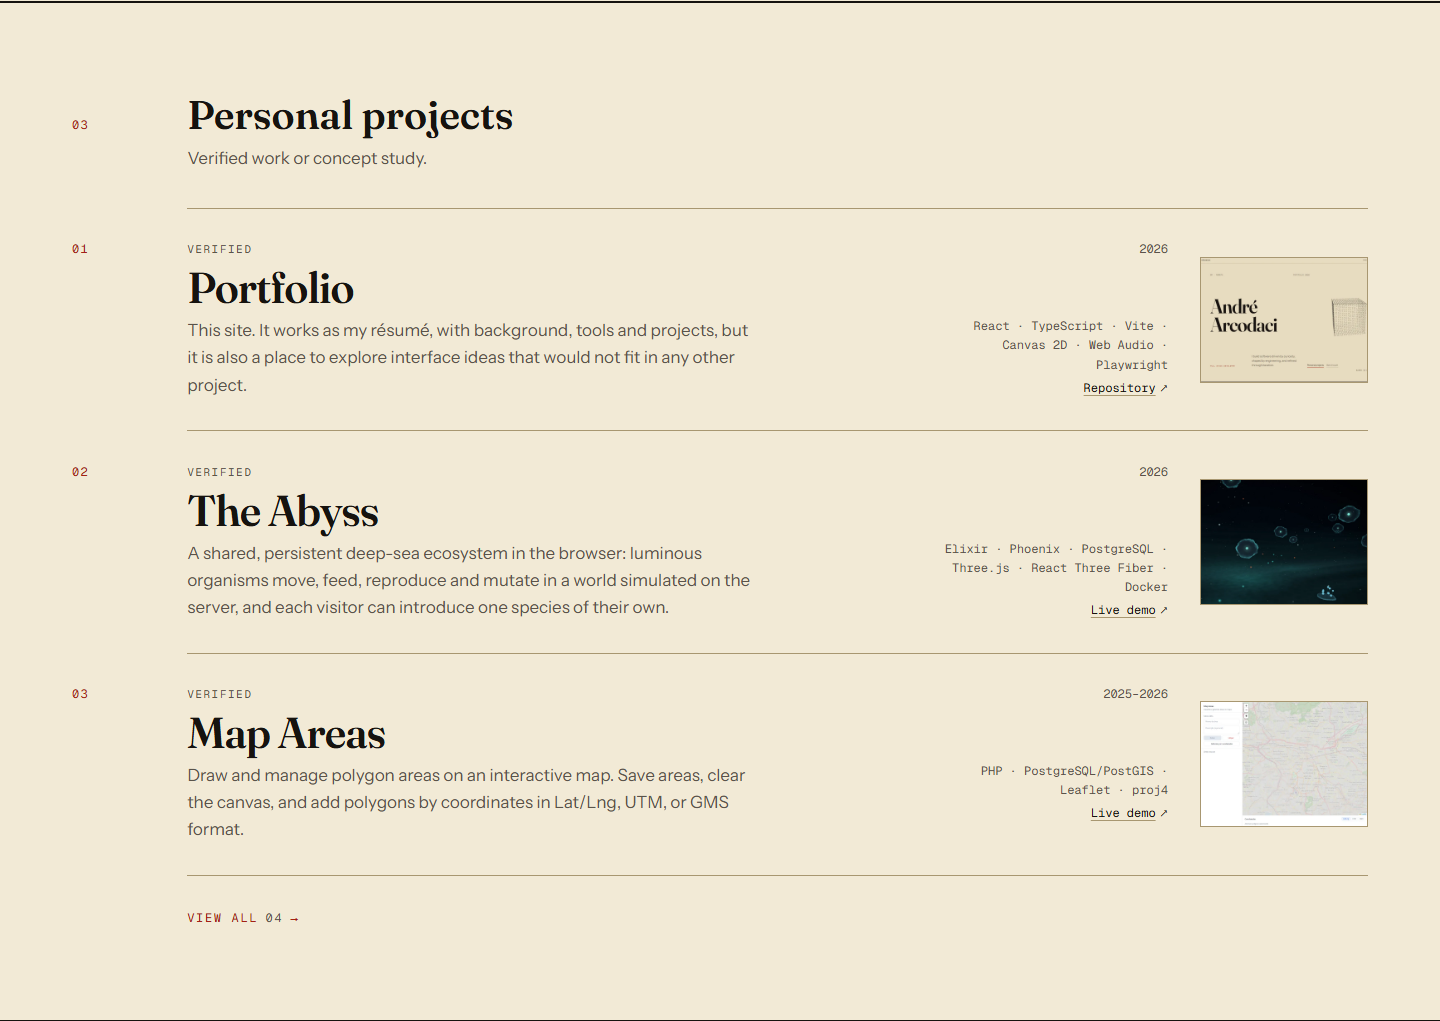 03
Personal projects
Verified work or concept study.
01
VERIFIED
Portfolio
This site. It works as my résumé, with background, tools and projects, but
it is also a place to explore interface ideas that would not fit in any other
project.
2026
React · TypeScript · Vite ·
Canvas 2D · Web Audio ·
Playwright
Repository ↗
André
Arcodaci
02
VERIFIED
The Abyss
A shared, persistent deep-sea ecosystem in the browser: luminous
organisms move, feed, reproduce and mutate in a world simulated on the
server, and each visitor can introduce one species of their own.
2026
Elixir · Phoenix · PostgreSQL ·
Three.js · React Three Fiber ·
Docker
Live demo ↗
03
VERIFIED
Map Areas
Draw and manage polygon areas on an interactive map. Save areas, clear
the canvas, and add polygons by coordinates in Lat/Lng, UTM, or GMS
format.
2025–2026
PHP · PostgreSQL/PostGIS ·
Leaflet · proj4
Live demo ↗
VIEW ALL 04 →